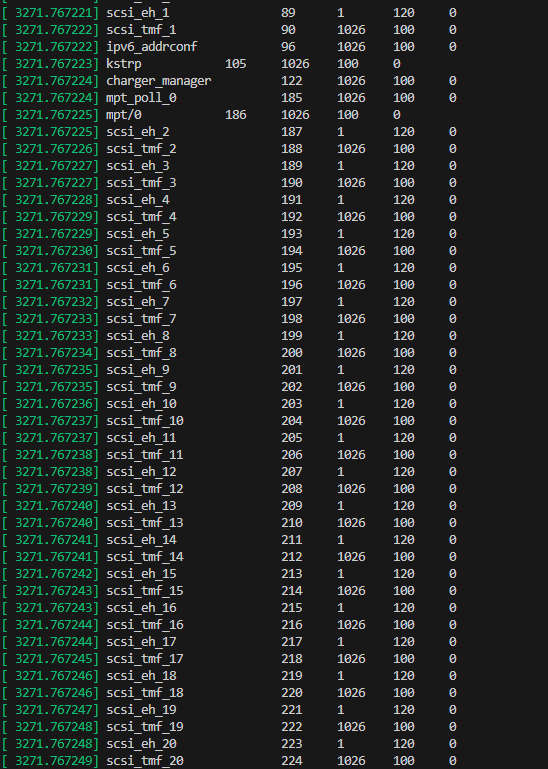 [ 3271.767221] scsi_eh_1 89 1 120 0
[ 3271.767222] scsi_tmf_1 90 1026 100 0
[ 3271.767222] ipv6_addrconf 96 1026 100 0
[ 3271.767223] kstrp 105 1026 100 0
[ 3271.767224] charger_manager 122 1026 100 0
[ 3271.767224] mpt_poll_0 185 1026 100 0
[ 3271.767225] mpt/0 186 1026 100 0
[ 3271.767225] scsi_eh_2 187 1 120 0
[ 3271.767226] scsi_tmf_2 188 1026 100 0
[ 3271.767227] scsi_eh_3 189 1 120 0
[ 3271.767227] scsi_tmf_3 190 1026 100 0
[ 3271.767228] scsi_eh_4 191 1 120 0
[ 3271.767229] scsi_tmf_4 192 1026 100 0
[ 3271.767229] scsi_eh_5 193 1 120 0
[ 3271.767230] scsi_tmf_5 194 1026 100 0
[ 3271.767231] scsi_eh_6 195 1 120 0
[ 3271.767231] scsi_tmf_6 196 1026 100 0
[ 3271.767232] scsi_eh_7 197 1 120 0
[ 3271.767233] scsi_tmf_7 198 1026 100 0
[ 3271.767233] scsi_eh_8 199 1 120 0
[ 3271.767234] scsi_tmf_8 200 1026 100 0
[ 3271.767235] scsi_eh_9 201 1 120 0
[ 3271.767235] scsi_tmf_9 202 1026 100 0
[ 3271.767236] scsi_eh_10 203 1 120 0
[ 3271.767237] scsi_tmf_10 204 1026 100 0
[ 3271.767237] scsi_eh_11 205 1 120 0
[ 3271.767238] scsi_tmf_11 206 1026 100 0
[ 3271.767238] scsi_eh_12 207 1 120 0
[ 3271.767239] scsi_tmf_12 208 1026 100 0
[ 3271.767240] scsi_eh_13 209 1 120 0
[ 3271.767240] scsi_tmf_13 210 1026 100 0
[ 3271.767241] scsi_eh_14 211 1 120 0
[ 3271.767241] scsi_tmf_14 212 1026 100 0
[ 3271.767242] scsi_eh_15 213 1 120 0
[ 3271.767243] scsi_tmf_15 214 1026 100 0
[ 3271.767243] scsi_eh_16 215 1 120 0
[ 3271.767244] scsi_tmf_16 216 1026 100 0
[ 3271.767244] scsi_eh_17 217 1 120 0
[ 3271.767245] scsi_tmf_17 218 1026 100 0
[ 3271.767246] scsi_eh_18 219 1 120 0
[ 3271.767246] scsi_tmf_18 220 1026 100 0
[ 3271.767247] scsi_eh_19 221 1 120 0
[ 3271.767248] scsi_tmf_19 222 1026 100 0
[ 3271.767248] scsi_eh_20 223 1 120 0
[ 3271.767249] scsi_tmf_20 224 1026 100 0